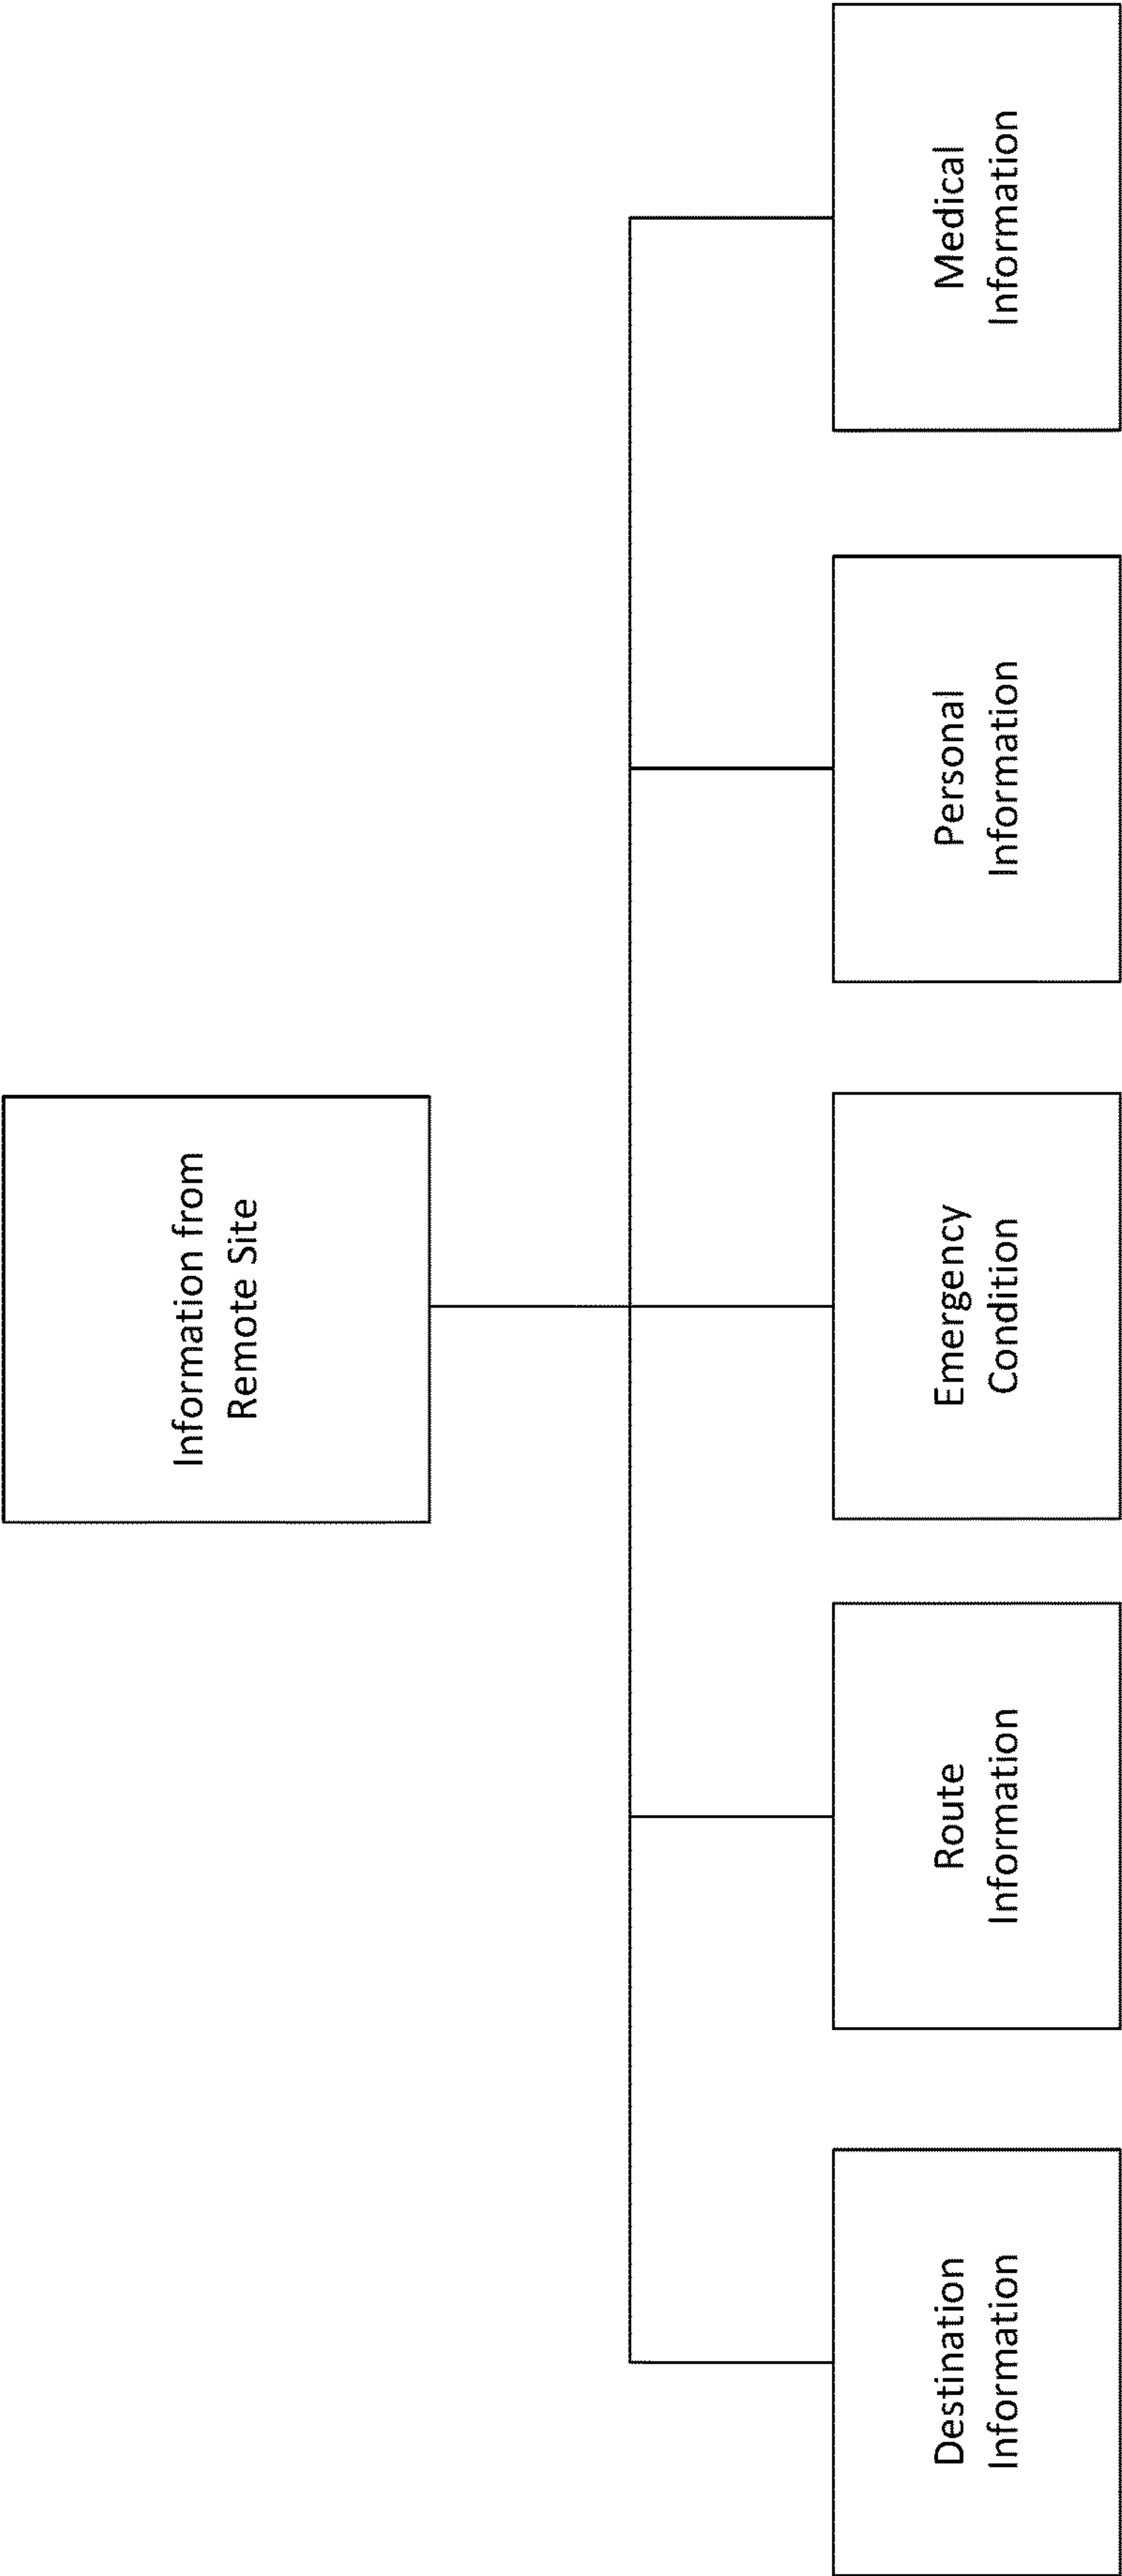 Information from
Remote Site
Destination
Information
Route
Information
Emergency
Condition
Personal
Information
Medical
Information